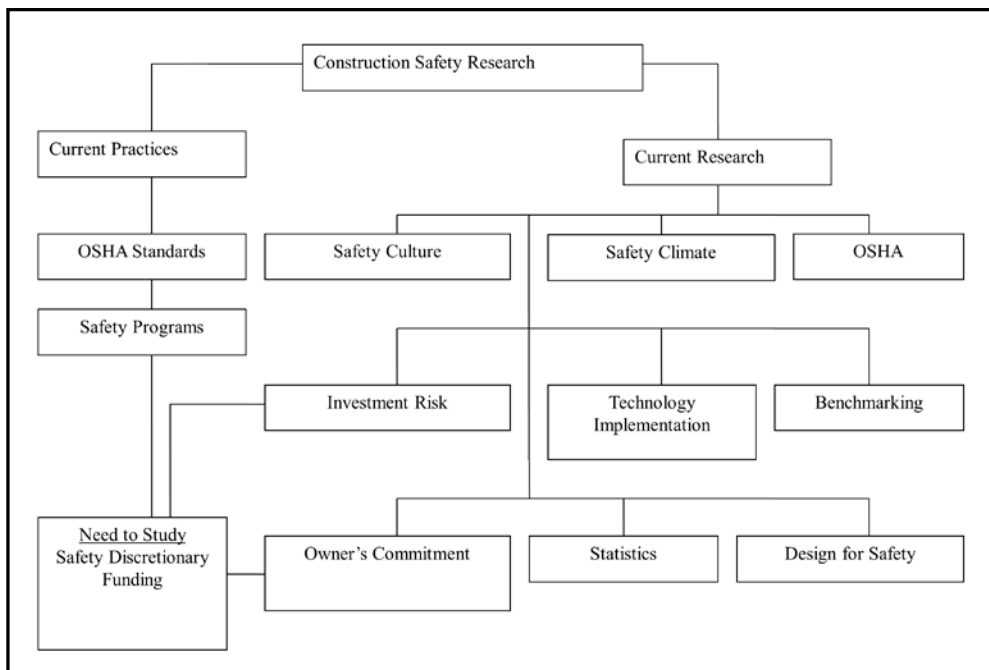 Construction Safety Research
Current Practices
Current Research
OSHA Standards
Safety Culture
Safety Climate
OSHA
Safety Programs
Investment Risk
Technology
Implementation
Benchmarking
Need to Study
Safety Discretionary
Funding
Owner's Commitment
Statistics
Design for Safety